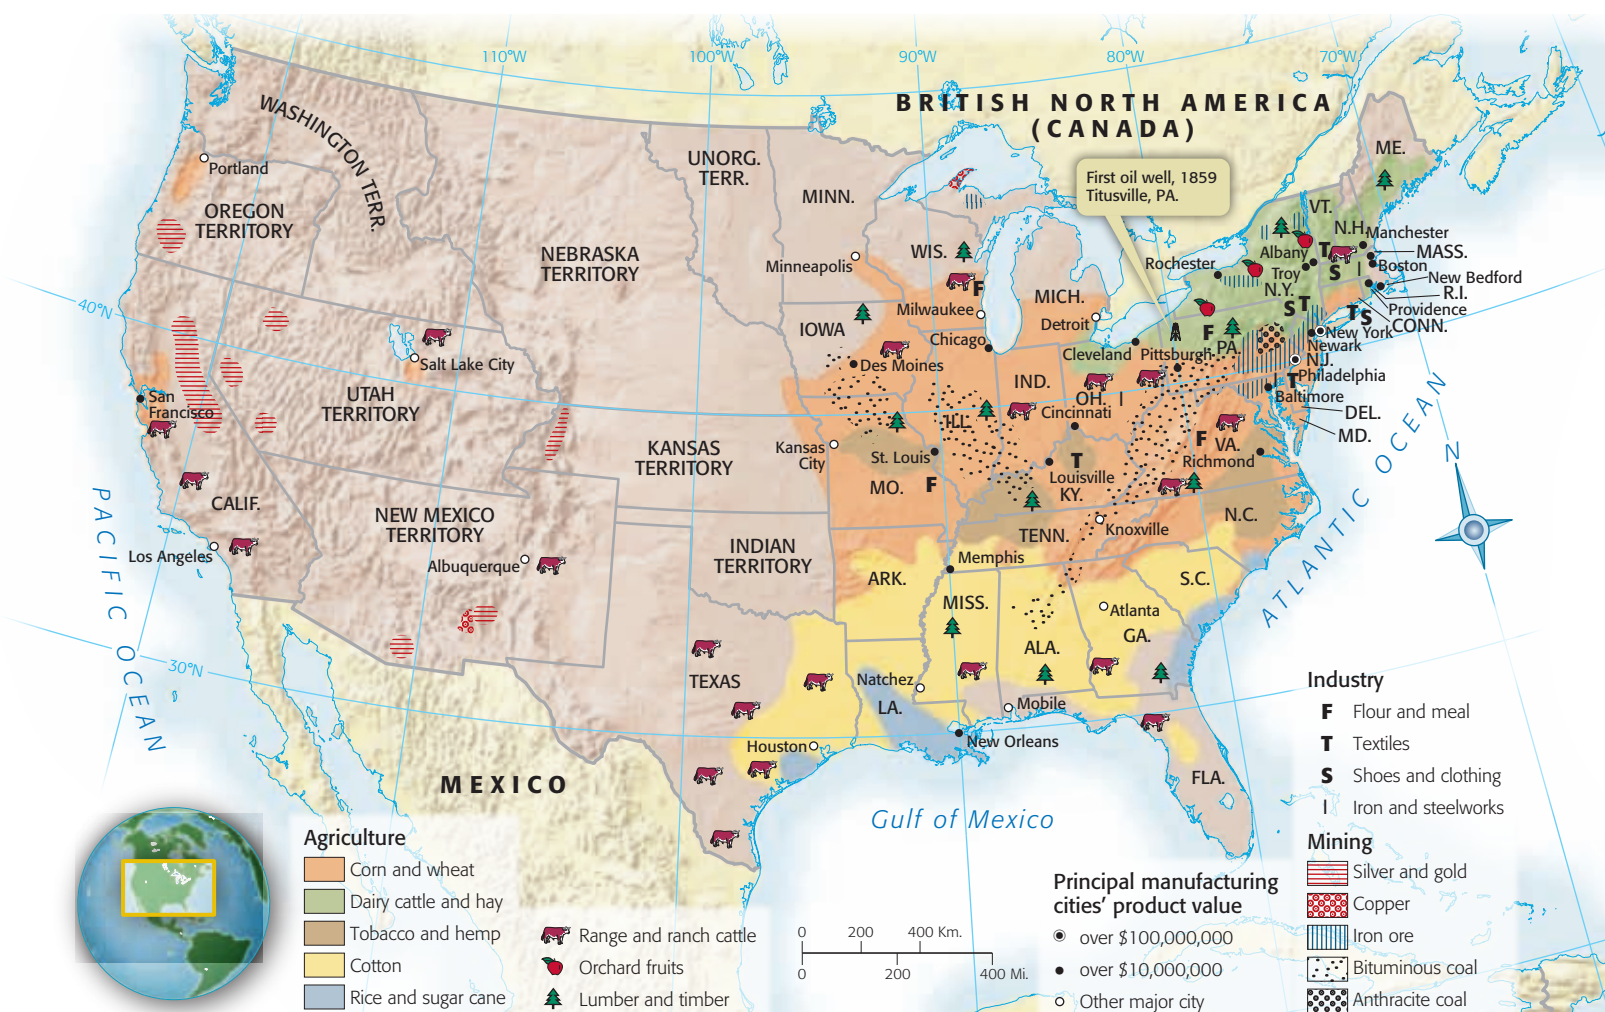 110°W
100°W
90°W
80°W
70°W
BRITISH NORTH AMERICA
(CANADA)
WASHINGTON TERR.
Portland
OREGON
TERRITORY
UNORG.
TERR.
MINN.
NEBRASKA
TERRITORY
First oil well, 1859
Titusville, PA.
ME.
VT.
N.H.
Manchester
MASS.
Boston
New Bedford
R.I.
Providence
CONN.
Albany
Troy
N.Y.
Rochester
T
S
I
S
T
T
S
New York
Newark
N.J.
Philadelphia
T
Baltimore
DEL.
MD.
WIS.
F
Minneapolis
Milwaukee
MICH.
Detroit
IOWA
Chicago
Cleveland
Pittsburgh
F
PA.
Des Moines
IND.
OH.
I
Cincinnati
ILL.
40°N
Salt Lake City
UTAH
TERRITORY
San
Francisco
KANSAS
TERRITORY
Kansas
City
St. Louis
MO.
F
T
Louisville
KY.
F
VA.
Richmond
CALIF.
NEW MEXICO
TERRITORY
Los Angeles
Albuquerque
INDIAN
TERRITORY
TENN.
Knoxville
N.C.
Memphis
ARK.
MISS.
S.C.
Atlanta
GA.
ALA.
30°N
TEXAS
Natchez
LA.
Mobile
Houston
New Orleans
FLA.
MEXICO
PACIFIC OCEAN
ATLANTIC OCEAN
Gulf of Mexico
N
Agriculture
Corn and wheat
Dairy cattle and hay
Tobacco and hemp
Cotton
Rice and sugar cane
Range and ranch cattle
Orchard fruits
Lumber and timber
0 200 400 Km.
0 200 400 Mi.
Principal manufacturing
cities' product value
over $100,000,000
over $10,000,000
Other major city
Industry
F Flour and meal
T Textiles
S Shoes and clothing
I Iron and steelworks
Mining
Silver and gold
Copper
Iron ore
Bituminous coal
Anthracite coal